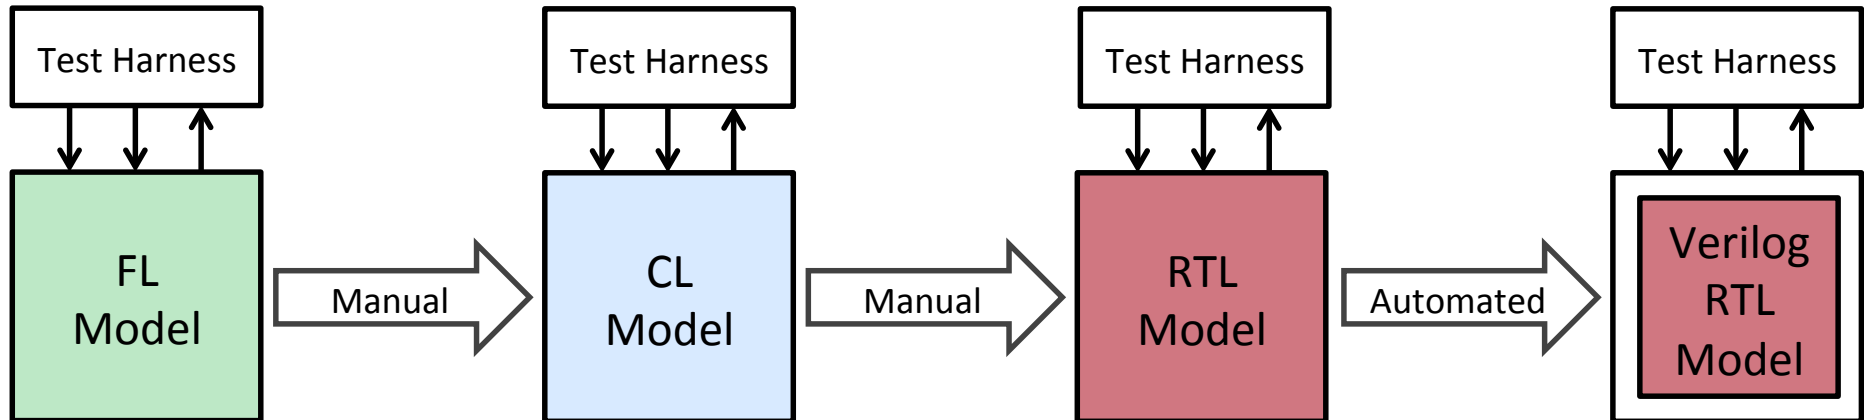 Test Harness
Test Harness
Test Harness
Test Harness
FL
Model
Manual
CL
Model
Manual
RTL
Model
Automated
Verilog
RTL
Model